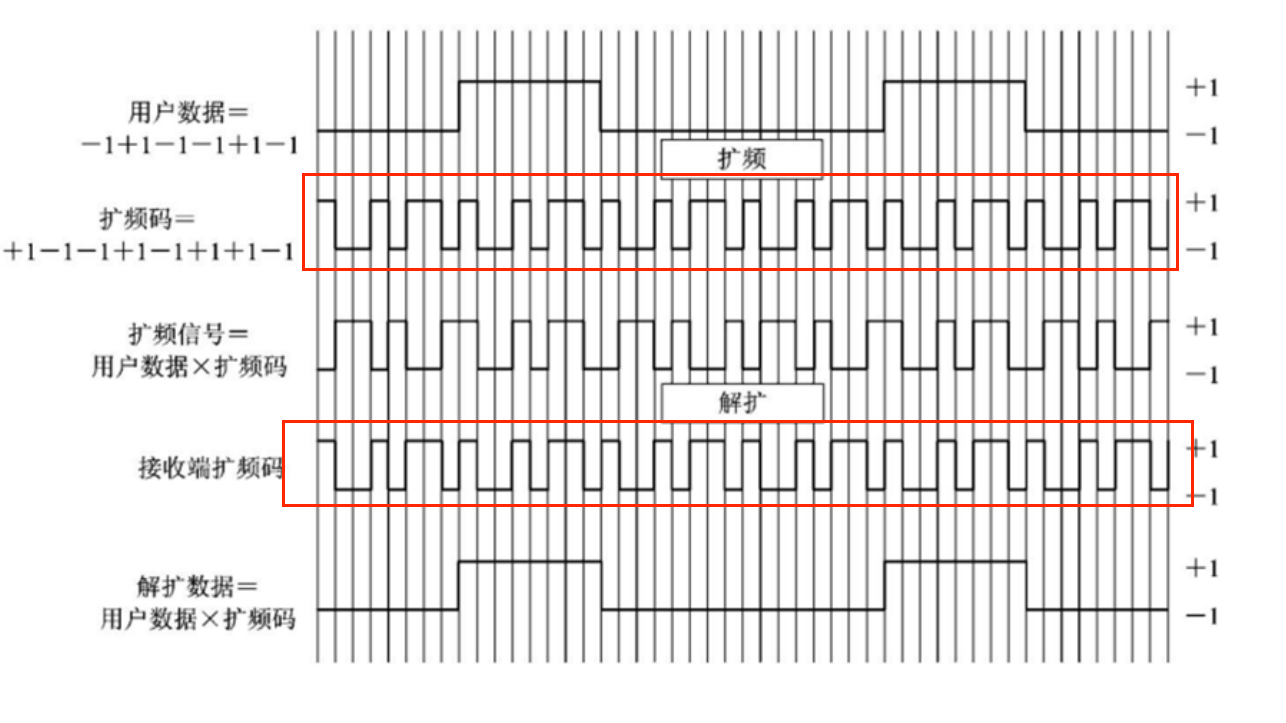 用户数据=
－1＋1－1－1＋1－1
+1
－1
扩频
扩频码=
＋1－1－1＋1－1＋1＋1－1
+1
－1
扩频信号=
用户数据×扩频码
+1
－1
解扩
接收端扩频码
+1
－1
解扩数据=
用户数据×扩频码
+1
－1